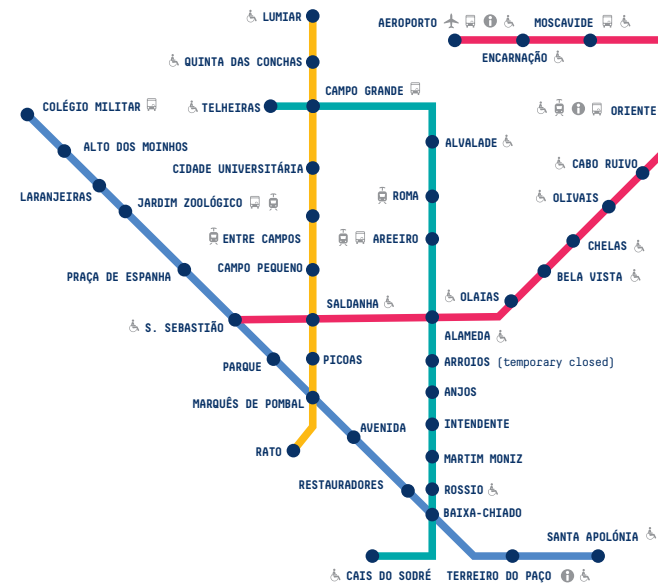 LUMIAR
AEROPORTO
MOSCAVIDE
ENCARNAÇÃO
QUINTA DAS CONCHAS
CAMPO GRANDE
COLÉGIO MILITAR
TELHEIRAS
ORIENTE
ALTO DOS MOINHOS
ALVALADE
CIDADE UNIVERSITÁRIA
CABO RUIVO
LARANJEIRAS
JARDIM ZOOLÓGICO
ROMA
OLIVAIS
ENTRE CAMPOS
AREEIRO
CHELAS
PRAÇA DE ESPANHA
CAMPO PEQUENO
BELA VISTA
SALDANHA
OLAIAS
S. SEBASTIÃO
ALAMEDA
PARQUE
PICOAS
ARROIOS (temporary closed)
MARQUÊS DE POMBAL
ANJOS
AVENIDA
INTENDENTE
RATO
MARTIM MONIZ
RESTAURADORES
ROSSIO
BAIXA-CHIADO
SANTA APOLÓNIA
CAIS DO SODRÉ
TERREIRO DO PAÇO